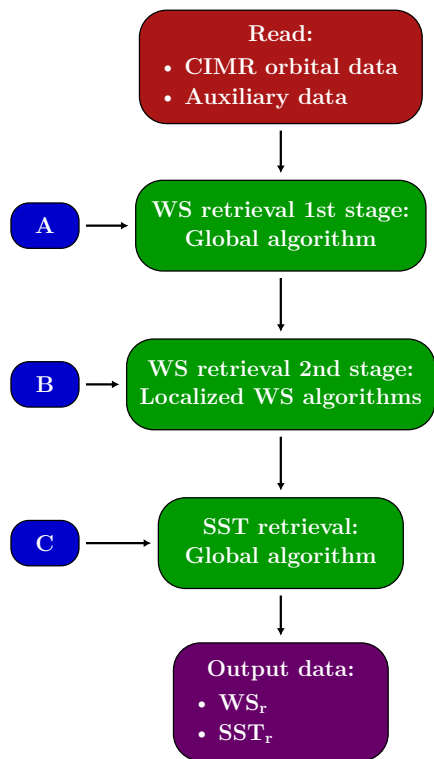 Read:
• CIMR orbital data
• Auxiliary data
WS retrieval 1st stage:
Global algorithm
A
WS retrieval 2nd stage:
Localized WS algorithms
B
SST retrieval:
Global algorithm
C
Output data:
• WSᵣ
• SSTᵣ